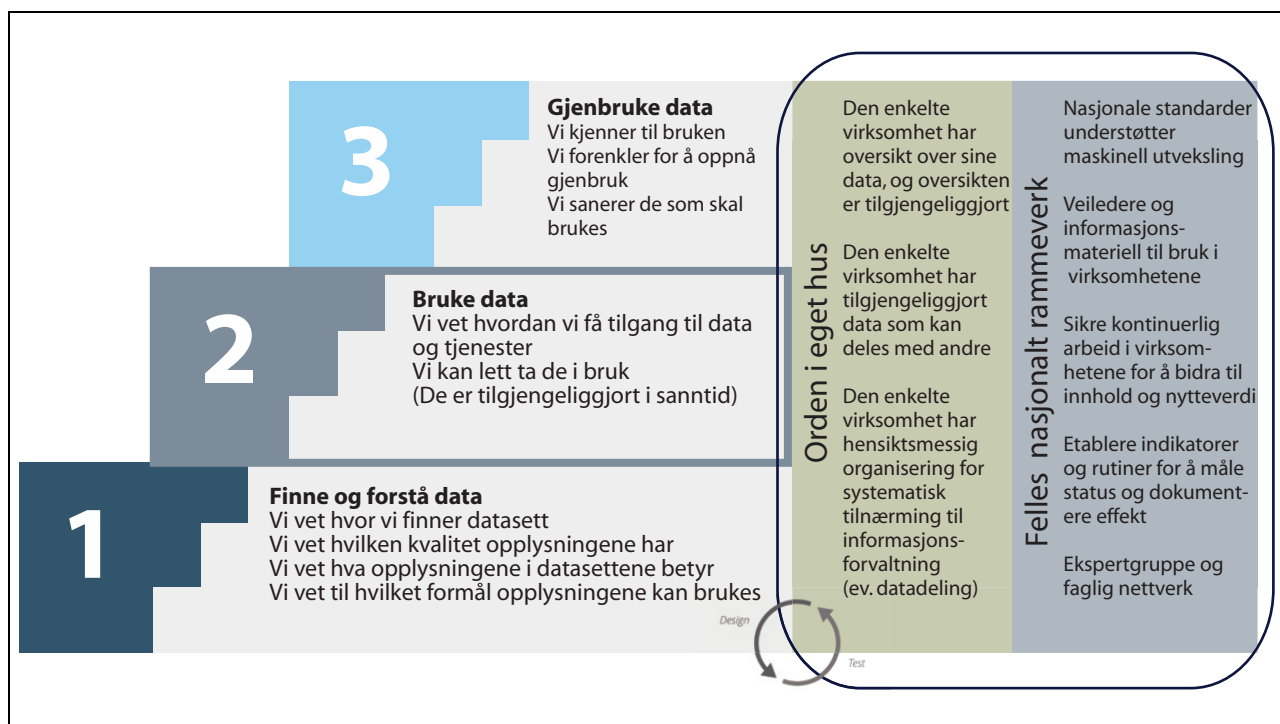 3
Gjenbruke data
Vi kjenner til bruken
Vi forenkler for å oppnå
gjenbruk
Vi sanerer de som skal
brukes
2
Bruke data
Vi vet hvordan vi få tilgang til data
og tjenester
Vi kan lett ta de i bruk
(De er tilgjengeliggjort i sanntid)
1
Finne og forstå data
Vi vet hvor vi finner datasett
Vi vet hvilken kvalitet opplysningene har
Vi vet hva opplysningene i datasettene betyr
Vi vet til hvilket formål opplysningene kan brukes
Design
Test
Orden i eget hus
Den enkelte
virksomhet har
oversikt over sine
data, og oversikten
er tilgjengeliggjort
Den enkelte
virksomhet har
tilgjengeliggjort
data som kan
deles med andre
Den enkelte
virksomhet har
hensiktsmessig
organisering for
systematisk
tilnærming til
informasjons-
forvaltning
(ev. datadeling)
Felles nasjonalt rammeverk
Nasjonale standarder
understøtter
maskinell utveksling
Veiledere og
informasjons-
materiell til bruk i
virksomhetene
Sikre kontinuerlig
arbeid i virksom-
hetene for å bidra til
innhold og nytteverdi
Etablere indikatorer
og rutiner for å måle
status og dokument-
ere effekt
Ekspertgruppe og
faglig nettverk